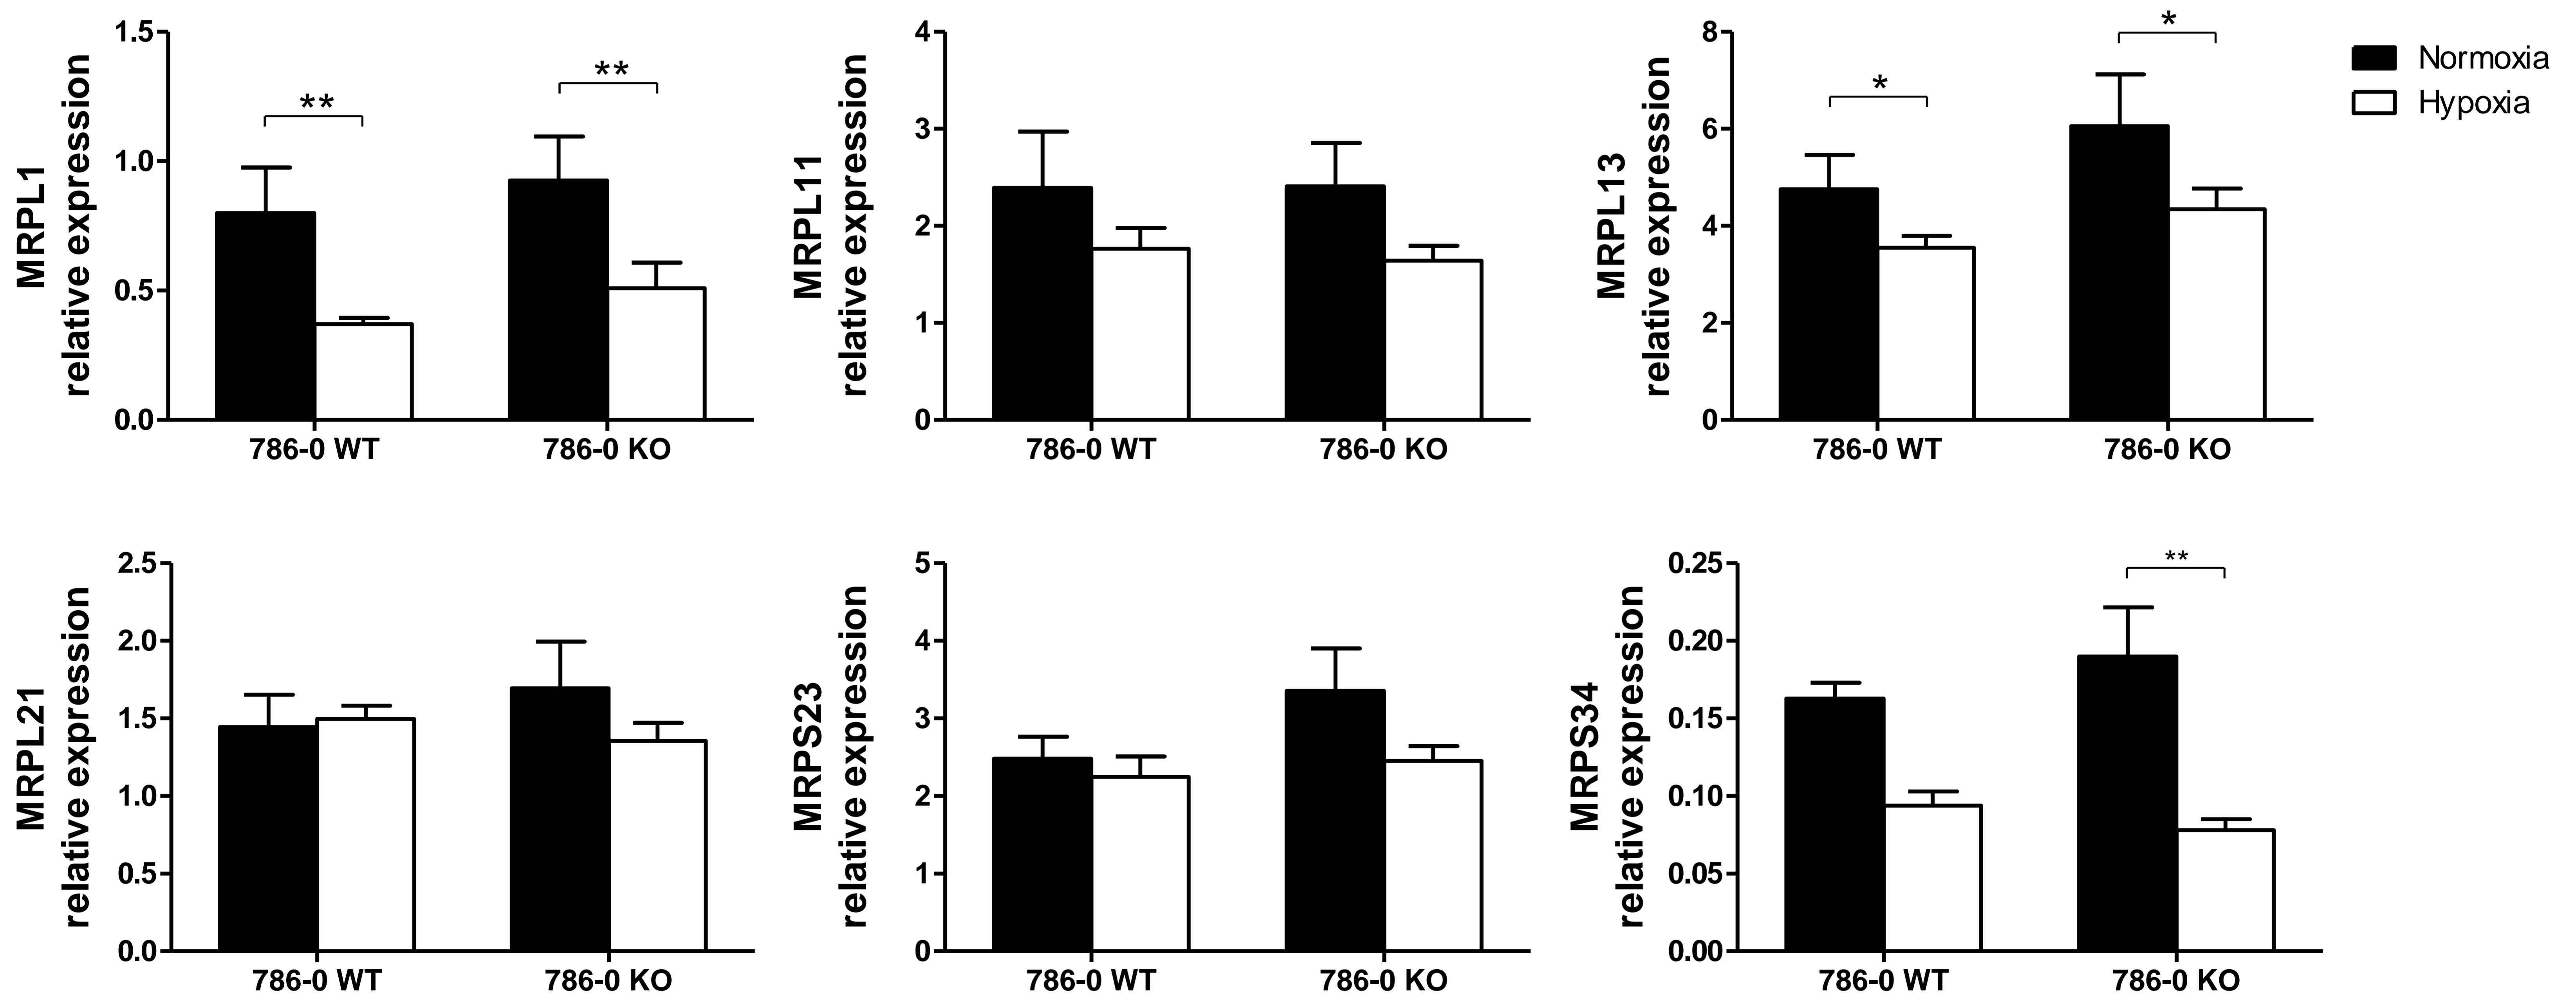 MRPL1
relative expression
1.5
1.0
0.5
0.0
**
**
786-0 WT
786-0 KO
MRPL11
relative expression
4
3
2
1
0
786-0 WT
786-0 KO
MRPL13
relative expression
8
6
4
2
0
*
*
786-0 WT
786-0 KO
Normoxia
Hypoxia
MRPL21
relative expression
2.5
2.0
1.5
1.0
0.5
0.0
786-0 WT
786-0 KO
MRPS23
relative expression
5
4
3
2
1
0
786-0 WT
786-0 KO
MRPS34
relative expression
0.25
0.20
0.15
0.10
0.05
0.00
**
786-0 WT
786-0 KO